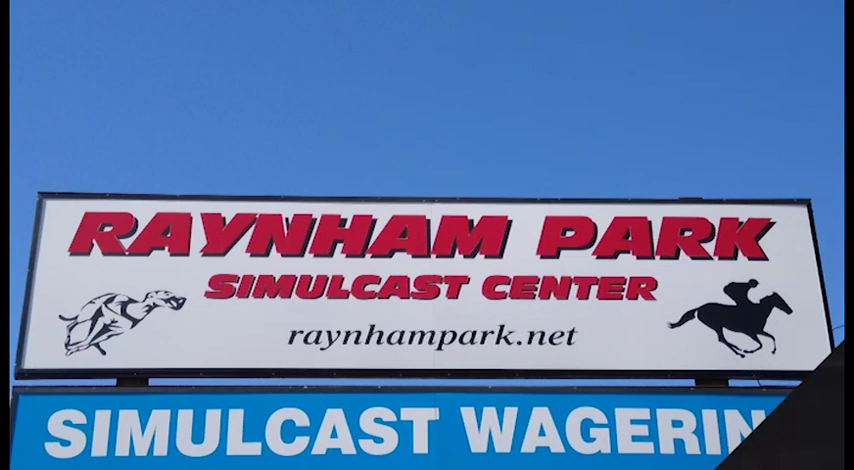 RAYNHAM PARK
SIMULCAST CENTER
raynhampark.net
SIMULCAST WAGERIN